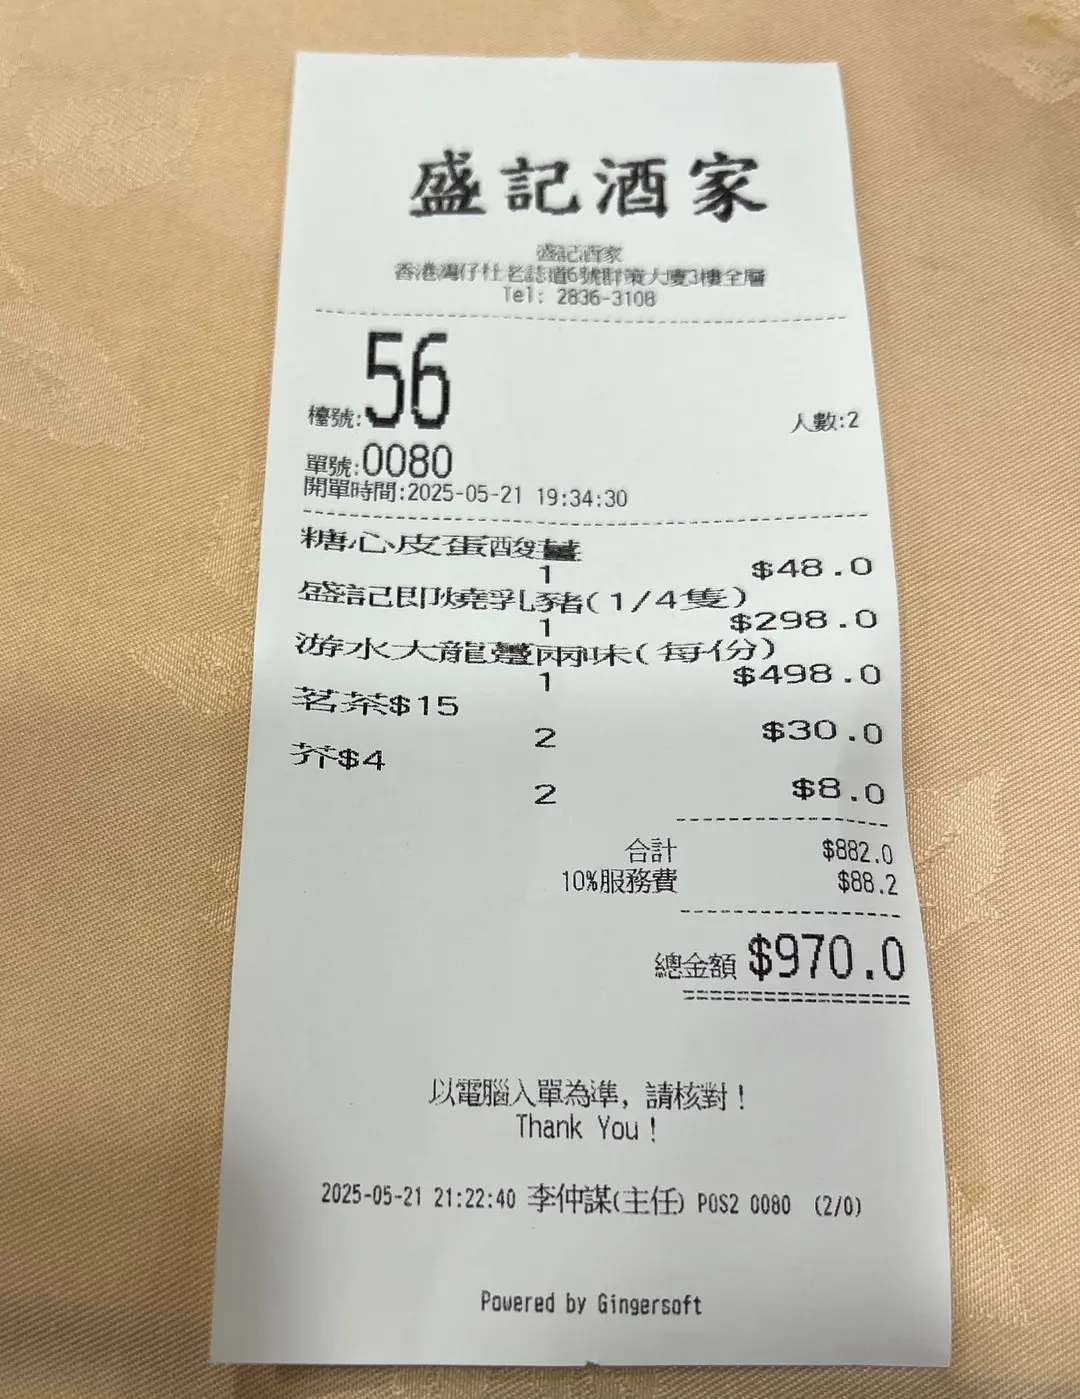 盛記酒家
盛記酒家
香港灣仔杜老誌道6號群策大廈3樓全層
Tel: 2836-3108
檯號:56 人數:2
單號:0080
開單時間:2025-05-21 19:34:30
糖心皮蛋酸薑
1 $48.0
盛記即燒乳豬(1/4隻)
1 $298.0
游水大龍躉兩味(每份)
1 $498.0
茗茶$15
2 $30.0
芥$4
2 $8.0
合計 $882.0
10%服務費 $88.2
總金額 $970.0
以電腦入單為準, 請核對!
Thank You!
2025-05-21 21:22:40 李仲謀(主任) POS2 0080 (2/0)
Powered by Gingersoft